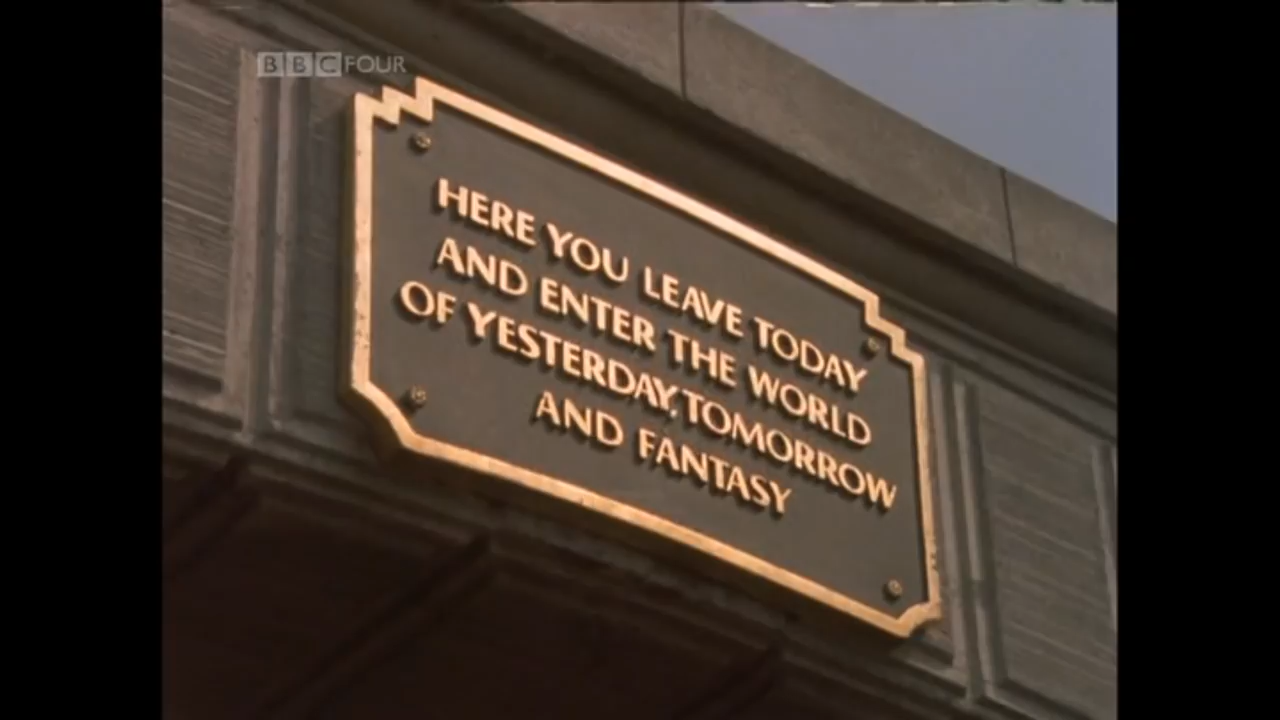 BBC FOUR
HERE YOU LEAVE TODAY
AND ENTER THE WORLD
OF YESTERDAY, TOMORROW
AND FANTASY